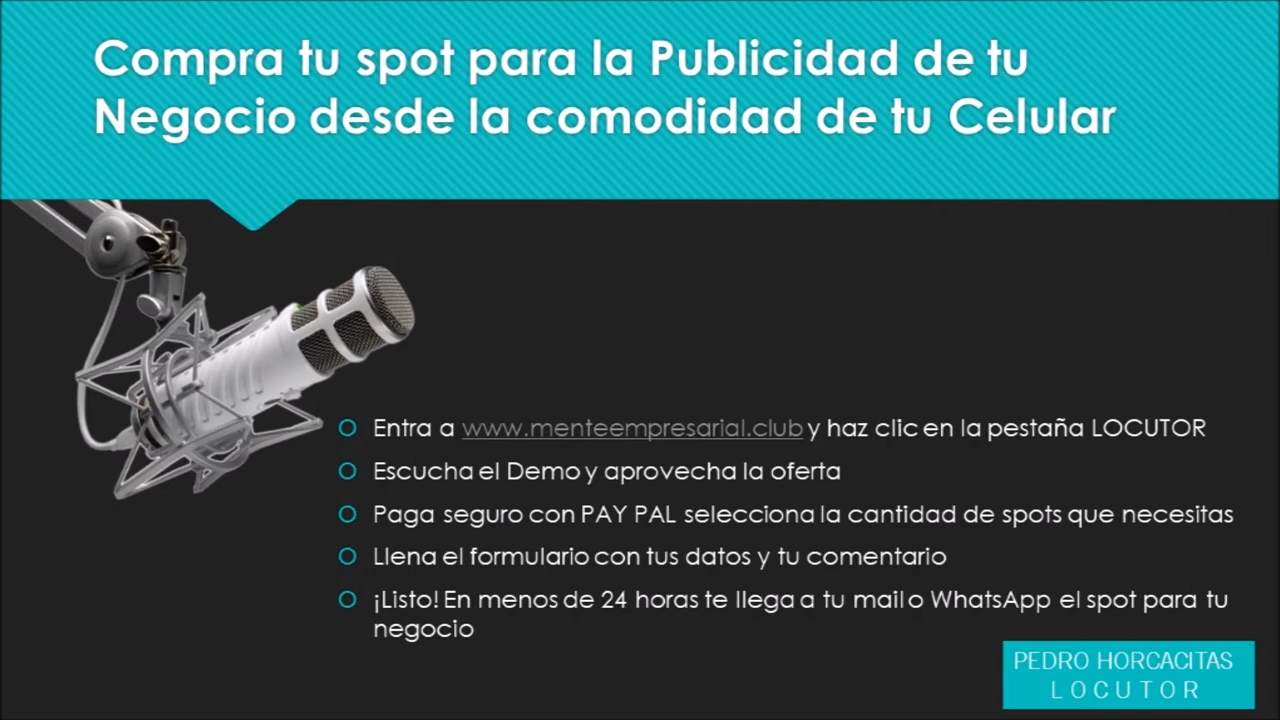 Compra tu spot para la Publicidad de tu
Negocio desde la comodidad de tu Celular
Entra a www.menteempresarial.club y haz clic en la pestaña LOCUTOR
Escucha el Demo y aprovecha la oferta
Paga seguro con PAY PAL selecciona la cantidad de spots que necesitas
Llena el formulario con tus datos y tu comentario
¡Listo! En menos de 24 horas te llega a tu mail o WhatsApp el spot para tu
negocio
PEDRO HORCACITAS
LOCUTOR